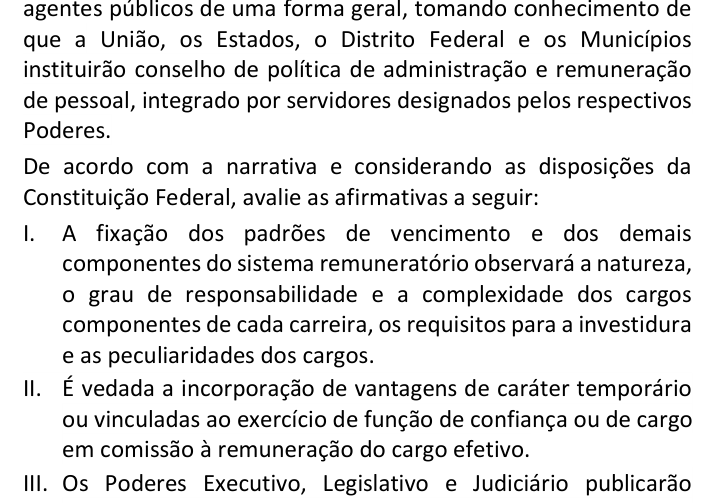 agentes públicos de uma forma geral, tomando conhecimento de
que a União, os Estados, o Distrito Federal e os Municípios
instituirão conselho de política de administração e remuneração
de pessoal, integrado por servidores designados pelos respectivos
Poderes.
De acordo com a narrativa e considerando as disposições da
Constituição Federal, avalie as afirmativas a seguir:
I. A fixação dos padrões de vencimento e dos demais
componentes do sistema remuneratório observará a natureza,
o grau de responsabilidade e a complexidade dos cargos
componentes de cada carreira, os requisitos para a investidura
e as peculiaridades dos cargos.
II. É vedada a incorporação de vantagens de caráter temporário
ou vinculadas ao exercício de função de confiança ou de cargo
em comissão à remuneração do cargo efetivo.
III. Os Poderes Executivo, Legislativo e Judiciário publicarão